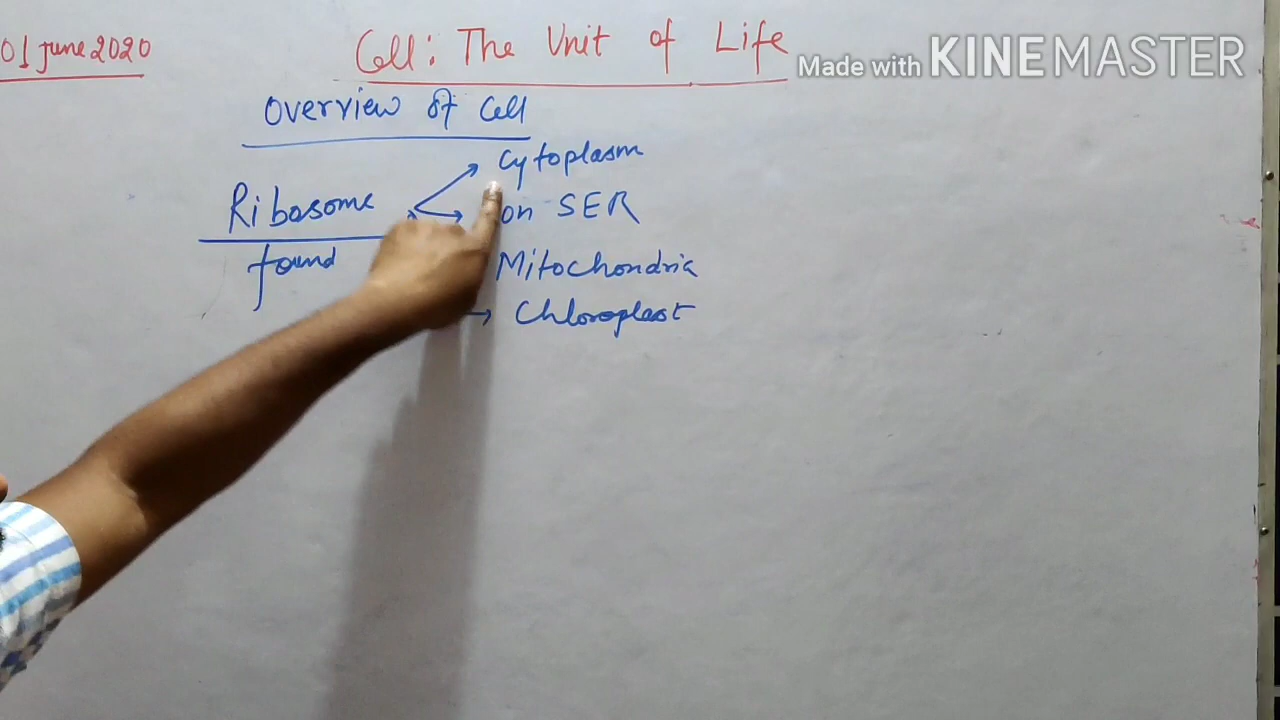 01 June 2020
Cell: The Unit of Life
Made with KINEMASTER
Overview of Cell
Cytoplasm
Ribosome
on SER
found
Mitochondria
Chloroplast